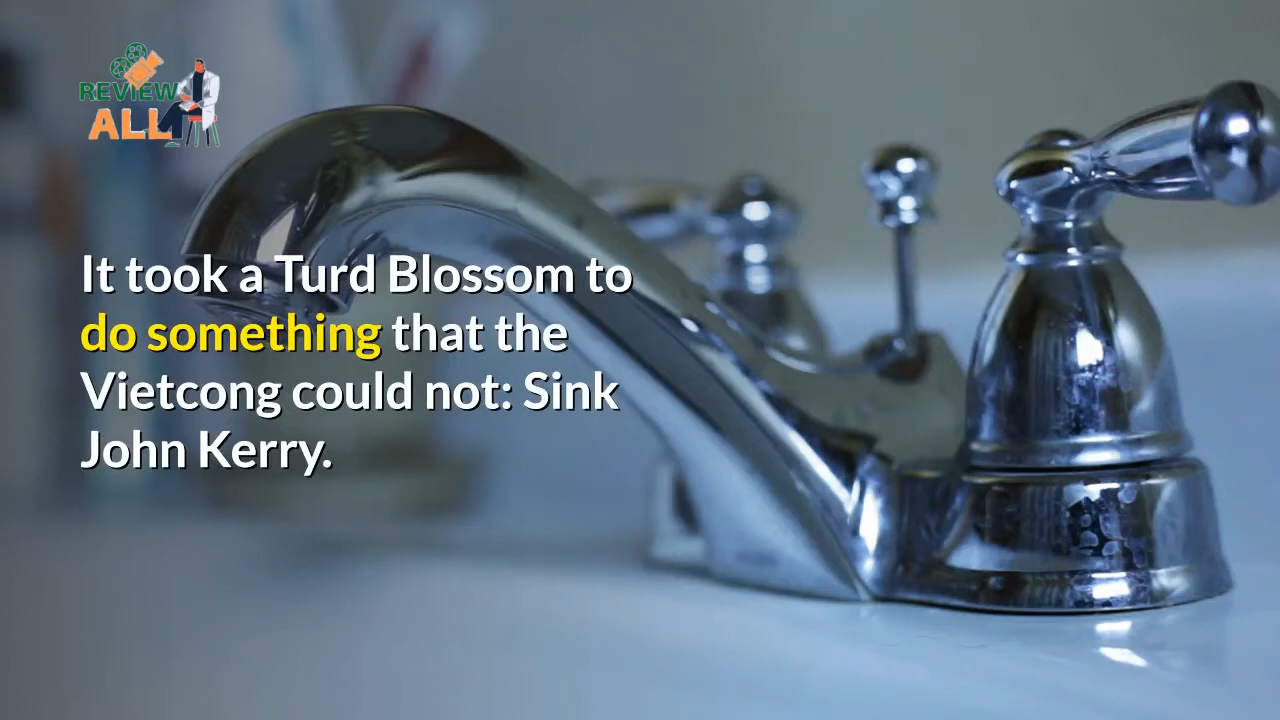 REVIEW
ALL
It took a Turd Blossom to
do something that the
Vietcong could not: Sink
John Kerry.